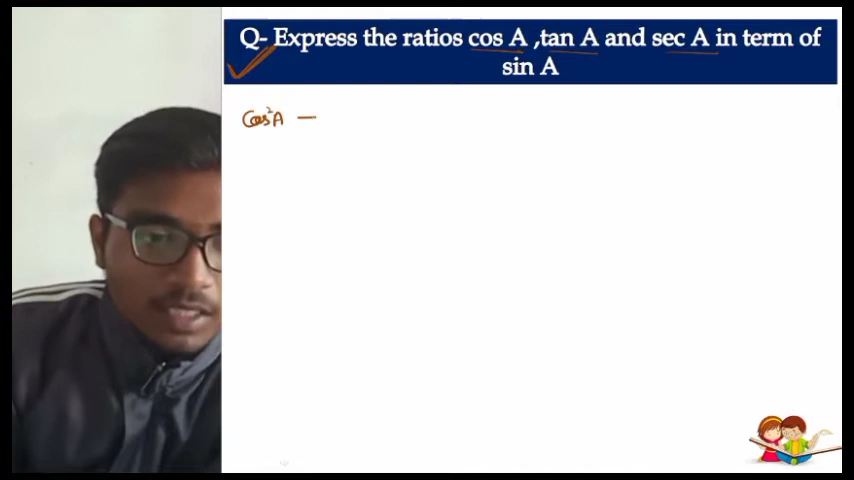 Q- Express the ratios cos A ,tan A and sec A in term of
sin A
Cos²A —